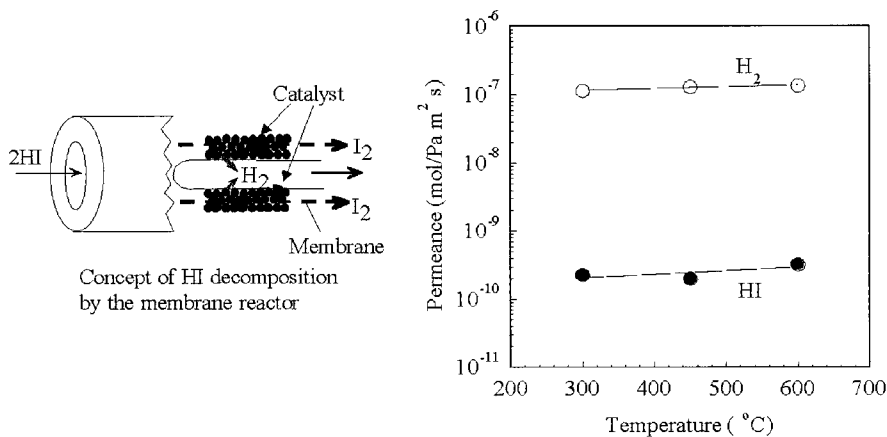 Catalyst
2HI
I₂
H₂
I₂
Membrane
Concept of HI decomposition
by the membrane reactor
Permeance (mol/Pa m² s)
10⁻⁶
10⁻⁷
10⁻⁸
10⁻⁹
10⁻¹⁰
10⁻¹¹
H₂
HI
200 300 400 500 600 700
Temperature ( °C)